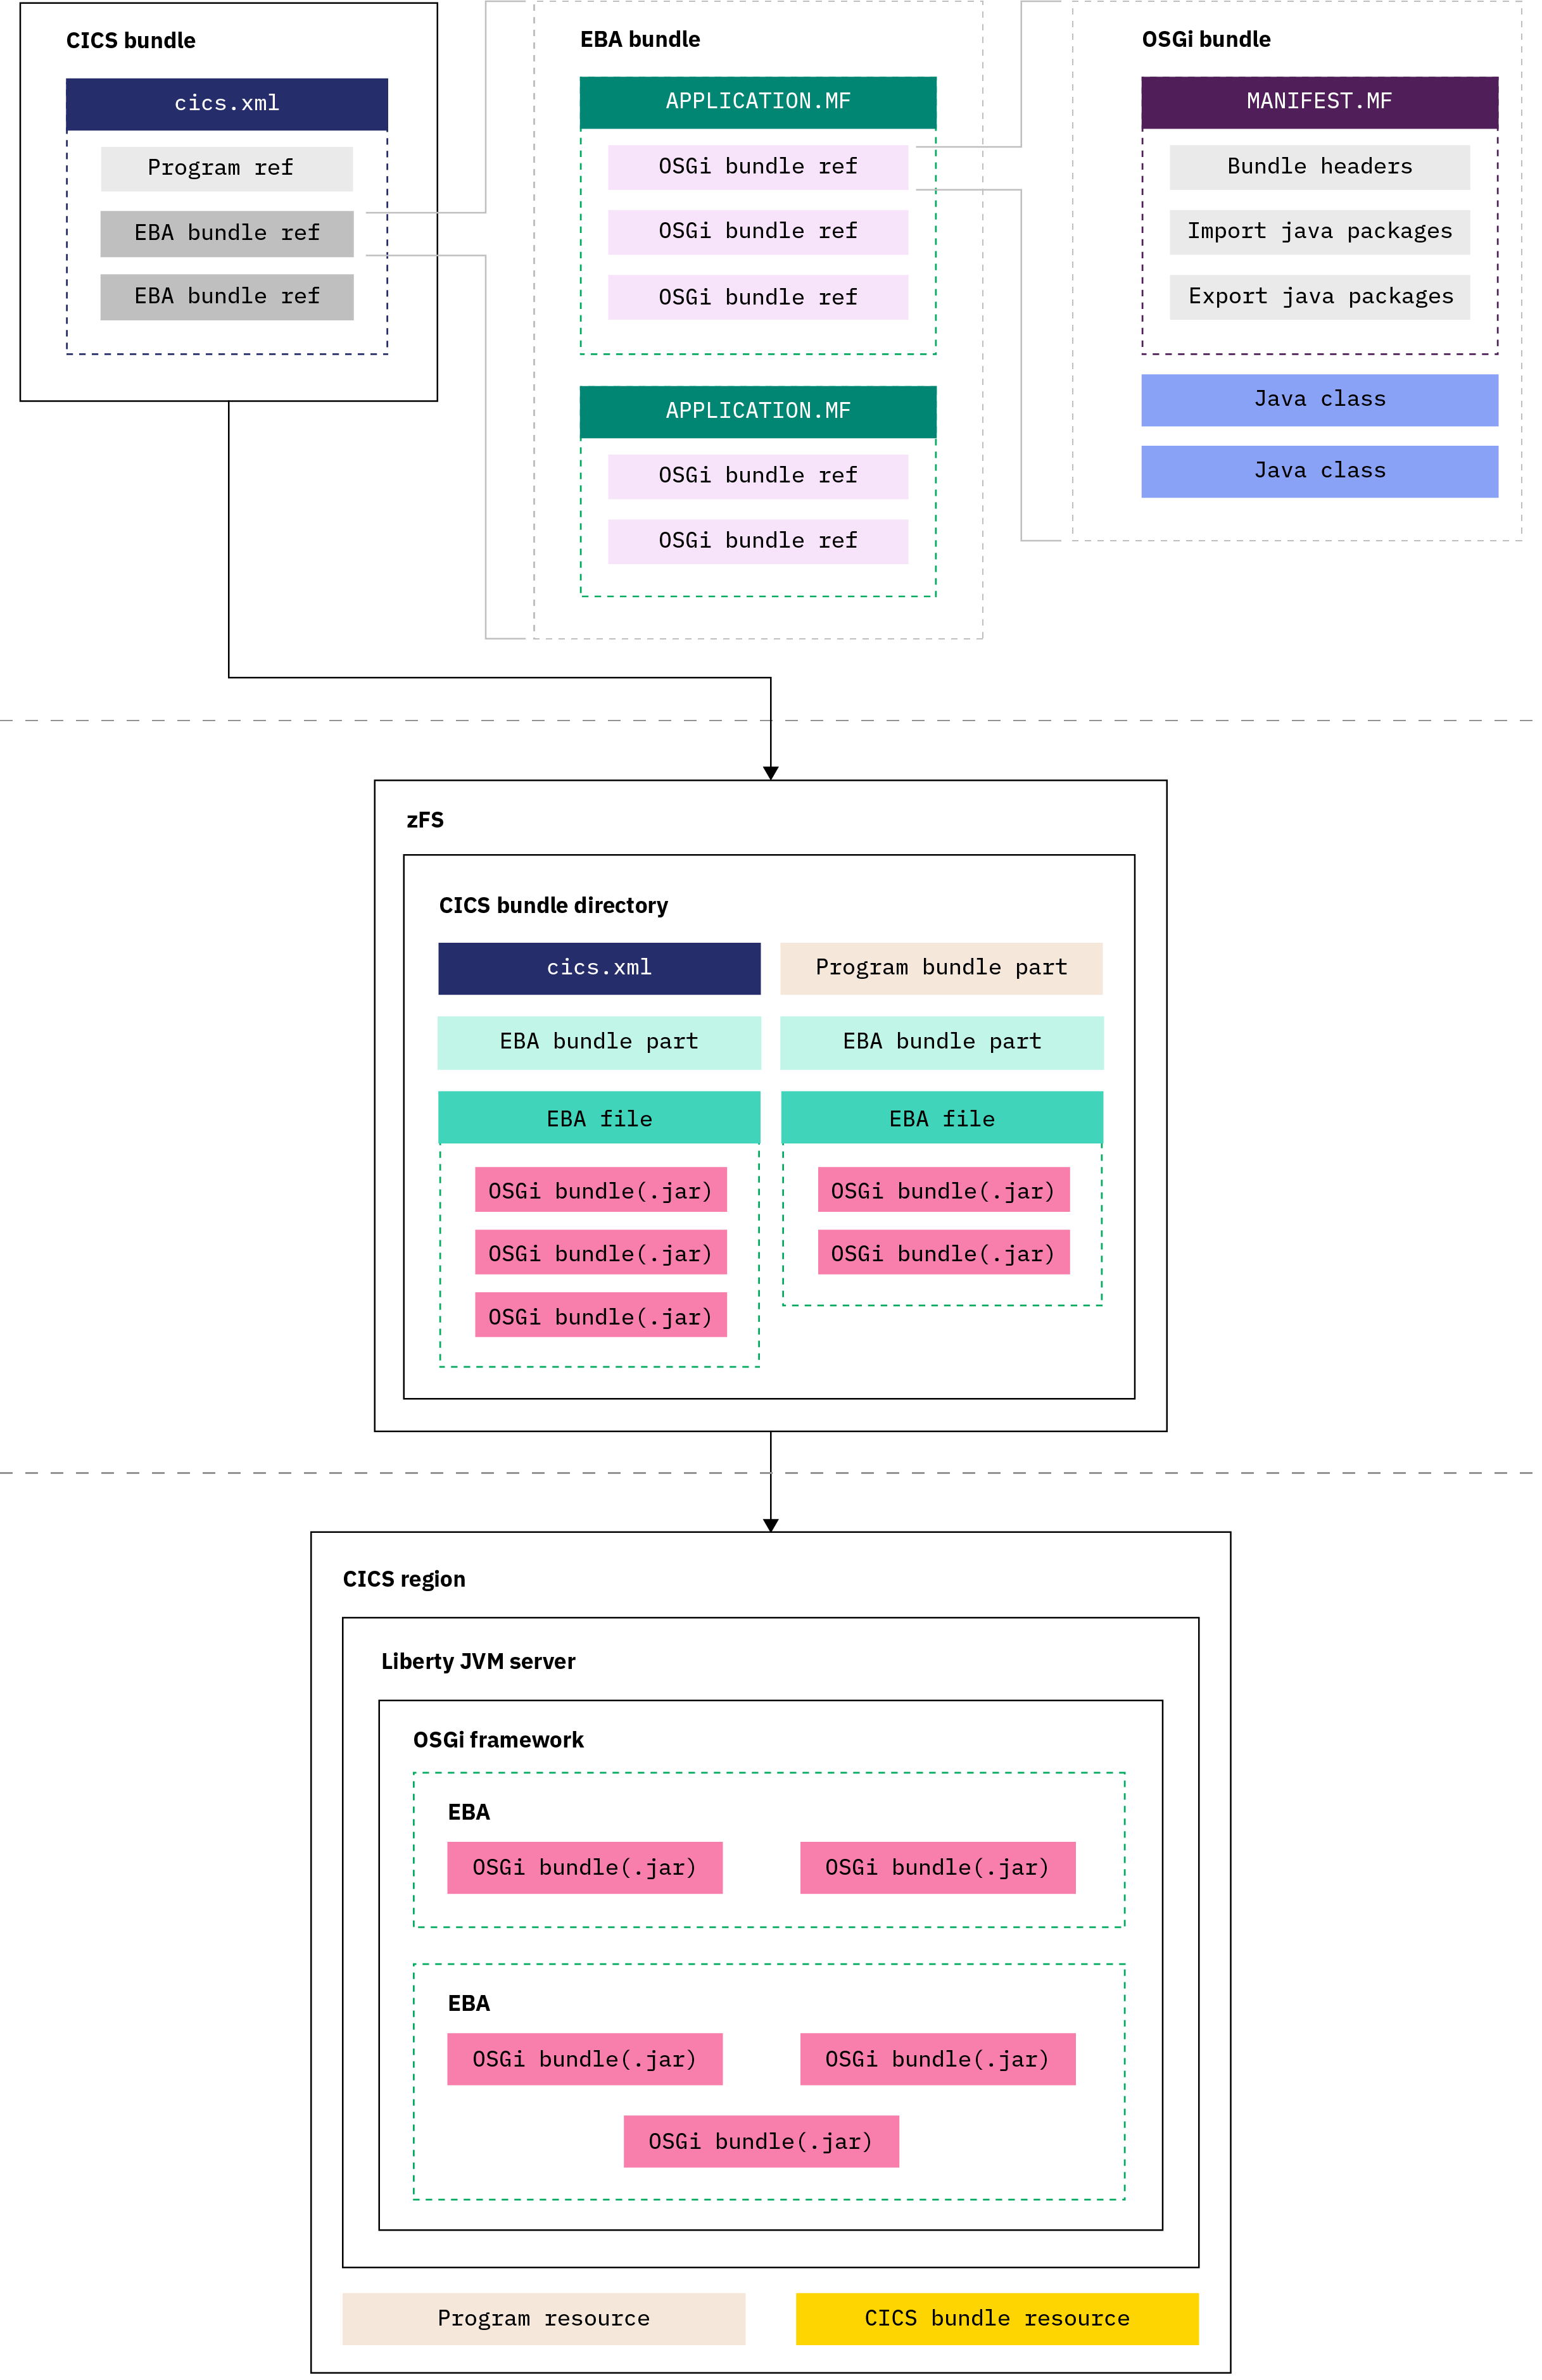 CICS bundle
cics.xml
Program ref
EBA bundle ref
EBA bundle ref
EBA bundle
APPLICATION.MF
OSGi bundle ref
OSGi bundle ref
OSGi bundle ref
APPLICATION.MF
OSGi bundle ref
OSGi bundle ref
OSGi bundle
MANIFEST.MF
Bundle headers
Import java packages
Export java packages
Java class
Java class
zFS
CICS bundle directory
cics.xml
Program bundle part
EBA bundle part
EBA bundle part
EBA file
OSGi bundle(.jar)
OSGi bundle(.jar)
OSGi bundle(.jar)
EBA file
OSGi bundle(.jar)
OSGi bundle(.jar)
CICS region
Liberty JVM server
OSGi framework
EBA
OSGi bundle(.jar)
OSGi bundle(.jar)
EBA
OSGi bundle(.jar)
OSGi bundle(.jar)
OSGi bundle(.jar)
Program resource
CICS bundle resource